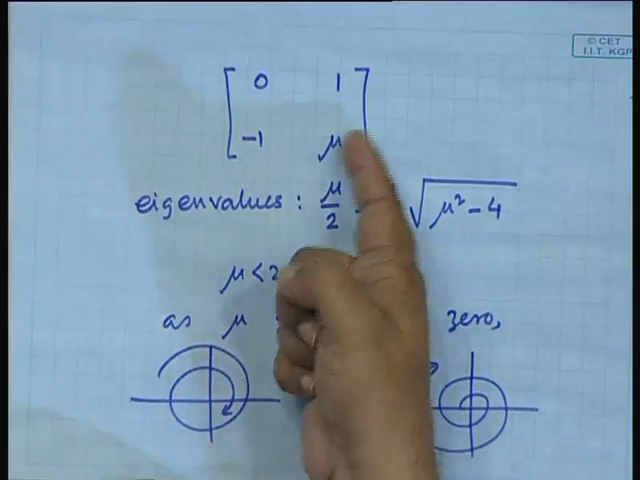 © CET
I.I.T. KGP
0 1
-1 μ
eigenvalues : μ/2 √(μ² - 4)
μ < 2
as μ zero,